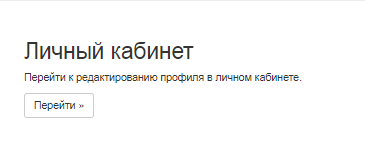 Личный кабинет
Перейти к редактированию профиля в личном кабинете.
Перейти »